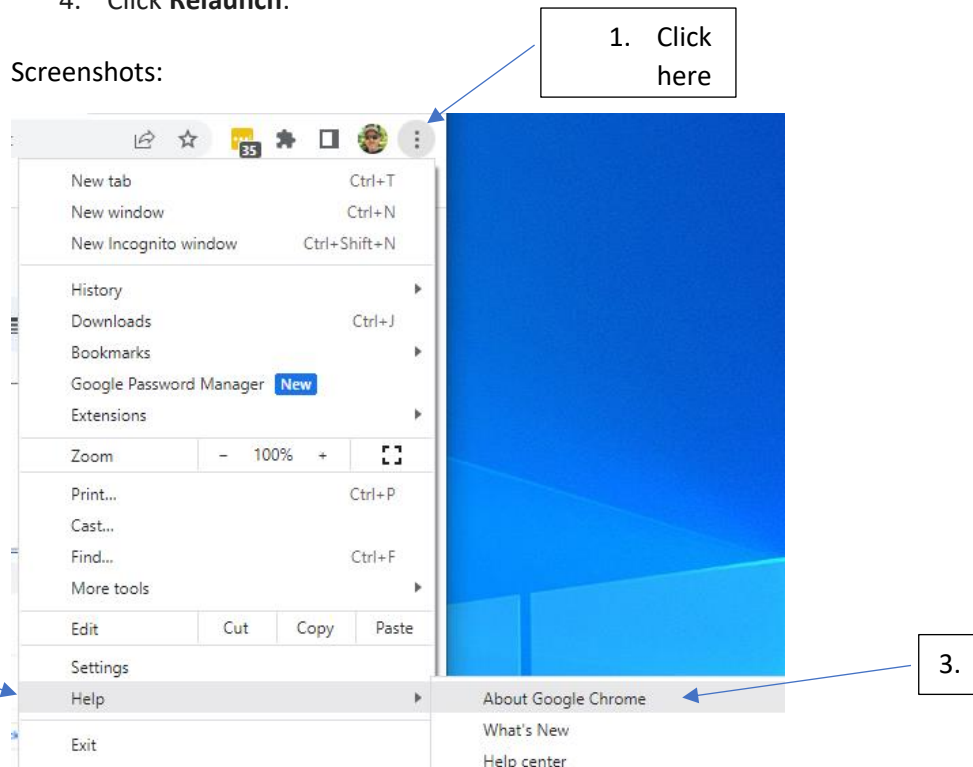 4. Click Relaunch.
1. Click
here
Screenshots:
35
New tab Ctrl+T
New window Ctrl+N
New Incognito window Ctrl+Shift+N
History
Downloads Ctrl+J
Bookmarks
Google Password Manager New
Extensions
Zoom - 100% +
Print... Ctrl+P
Cast...
Find... Ctrl+F
More tools
Edit Cut Copy Paste
Settings
3.
Help
About Google Chrome
What's New
Exit
Help center